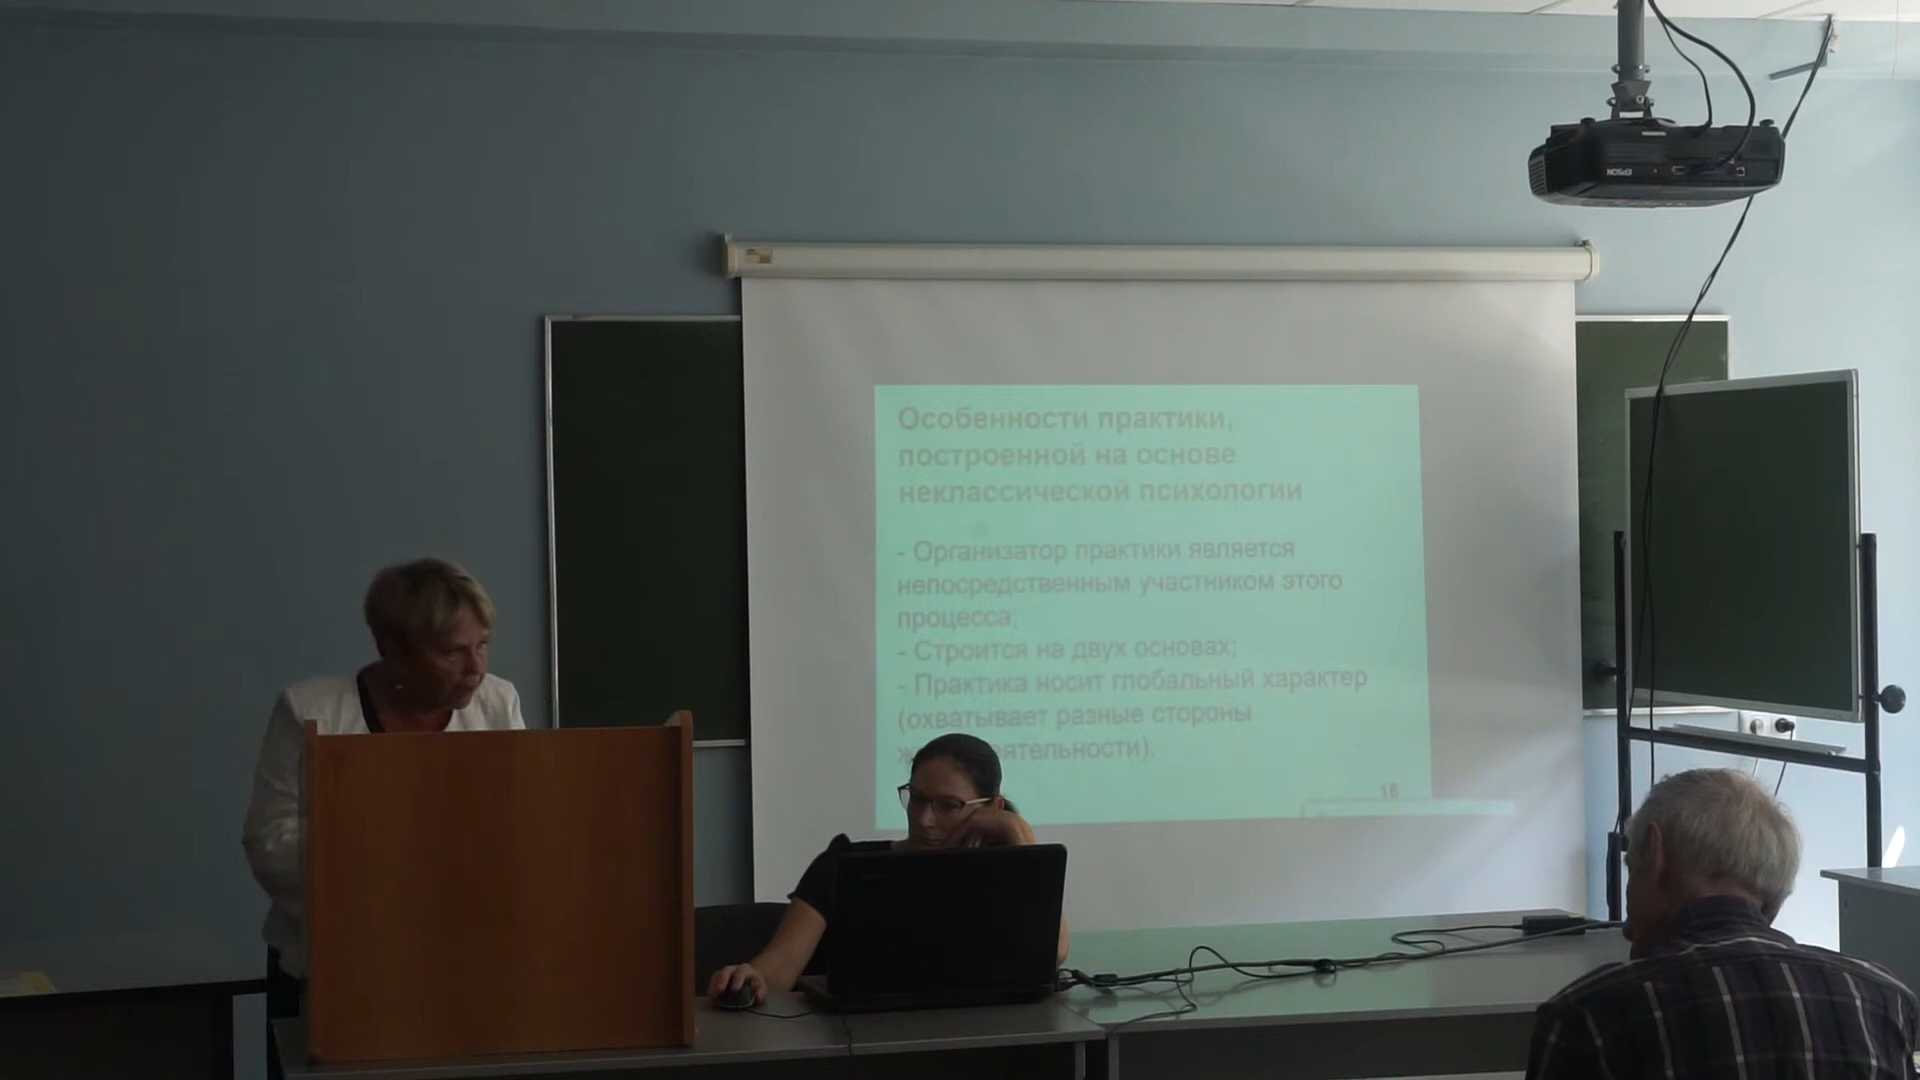 EPSON
Особенности практики,
построенной на основе
неклассической психологии
- Организатор практики является
непосредственным участником этого
процесса;
- Строится на двух основах;
- Практика носит глобальный характер
(охватывает разные стороны
16